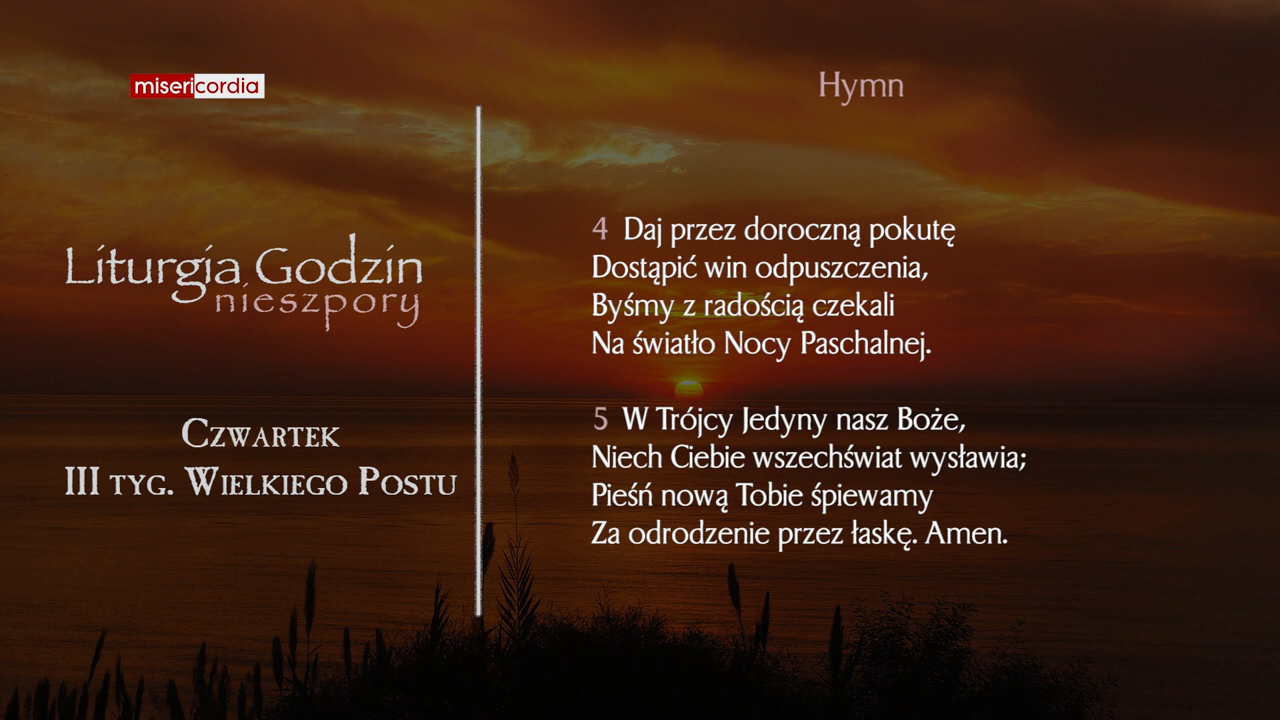 misericordia
Liturgia Godzin
nieszpory
Czwartek
III tyg. Wielkiego Postu
Hymn
4 Daj przez doroczną pokutę
Dostąpić win odpuszczenia,
Byśmy z radością czekali
Na światło Nocy Paschalnej.
5 W Trójcy Jedyny nasz Boże,
Niech Ciebie wszechświat wysławia;
Pieśń nową Tobie śpiewamy
Za odrodzenie przez łaskę. Amen.